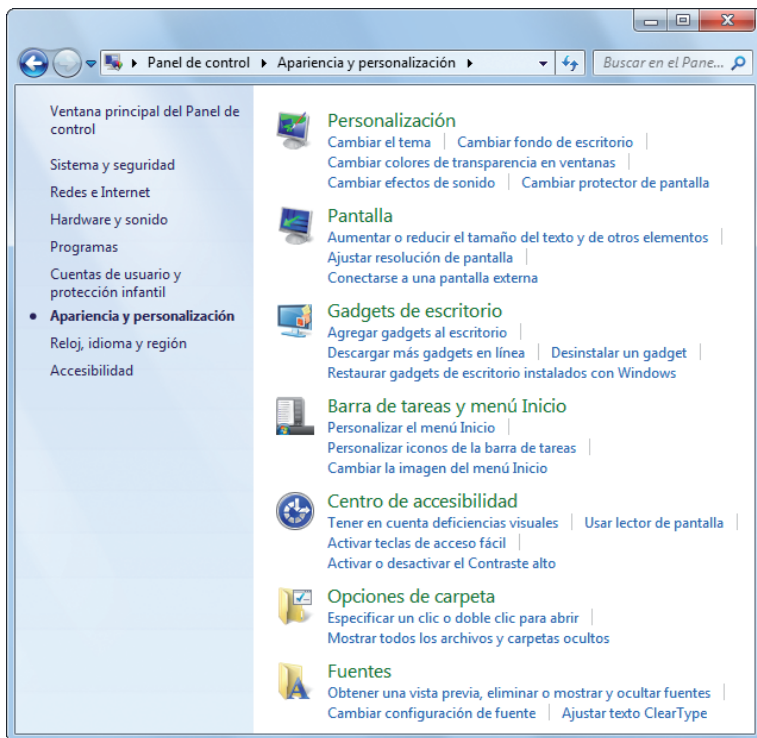 Panel de control Apariencia y personalización Buscar en el Pane...
Ventana principal del Panel de
control
Sistema y seguridad
Redes e Internet
Hardware y sonido
Programas
Cuentas de usuario y
protección infantil
Apariencia y personalización
Reloj, idioma y región
Accesibilidad
Personalización
Cambiar el tema Cambiar fondo de escritorio
Cambiar colores de transparencia en ventanas
Cambiar efectos de sonido Cambiar protector de pantalla
Pantalla
Aumentar o reducir el tamaño del texto y de otros elementos
Ajustar resolución de pantalla
Conectarse a una pantalla externa
Gadgets de escritorio
Agregar gadgets al escritorio
Descargar más gadgets en línea Desinstalar un gadget
Restaurar gadgets de escritorio instalados con Windows
Barra de tareas y menú Inicio
Personalizar el menú Inicio
Personalizar iconos de la barra de tareas
Cambiar la imagen del menú Inicio
Centro de accesibilidad
Tener en cuenta deficiencias visuales Usar lector de pantalla
Activar teclas de acceso fácil
Activar o desactivar el Contraste alto
Opciones de carpeta
Especificar un clic o doble clic para abrir
Mostrar todos los archivos y carpetas ocultos
Fuentes
Obtener una vista previa, eliminar o mostrar y ocultar fuentes
Cambiar configuración de fuente Ajustar texto ClearType